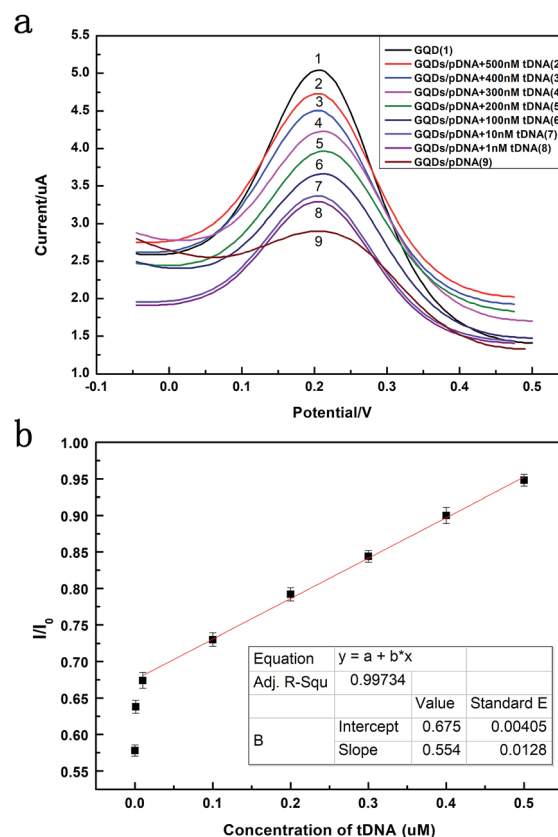 a
5.0
4.5
4.0
3.5
3.0
2.5
2.0
1.5
1.0
Current/uA
-0.1
0.0
0.1
0.2
0.3
0.4
0.5
Potential/V
1
2
3
4
5
6
7
8
9
GQD(1)
GQDs/pDNA+500nM tDNA(2
GQDs/pDNA+400nM tDNA(3
GQDs/pDNA+300nM tDNA(4
GQDs/pDNA+200nM tDNA(5
GQDs/pDNA+100nM tDNA(6
GQDs/pDNA+10nM tDNA(7)
GQDs/pDNA+1nM tDNA(8)
GQDs/pDNA(9)
b
1.00
0.95
0.90
0.85
0.80
0.75
0.70
0.65
0.60
0.55
I/I0
0.0
0.1
0.2
0.3
0.4
0.5
Concentration of tDNA (uM)
Equation y = a + b*x
Adj. R-Squ 0.99734
Value Standard E
B Intercept 0.675 0.00405
Slope 0.554 0.0128